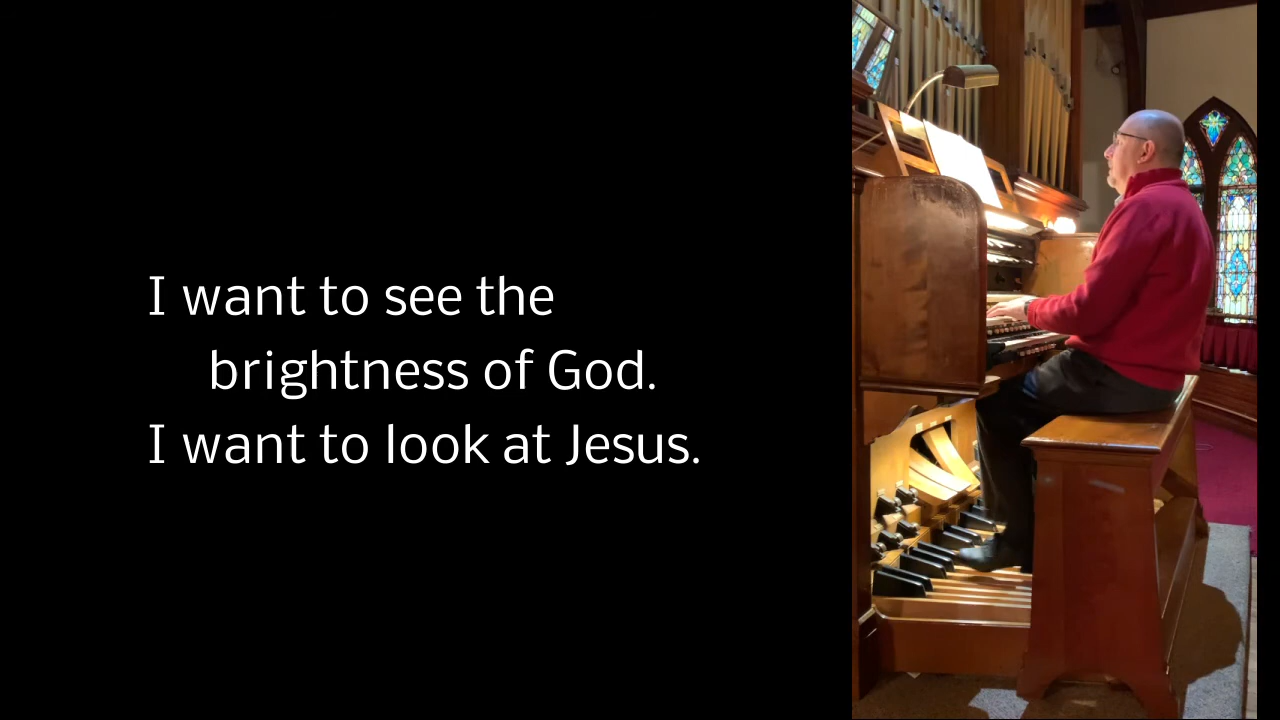 I want to see the
brightness of God.
I want to look at Jesus.